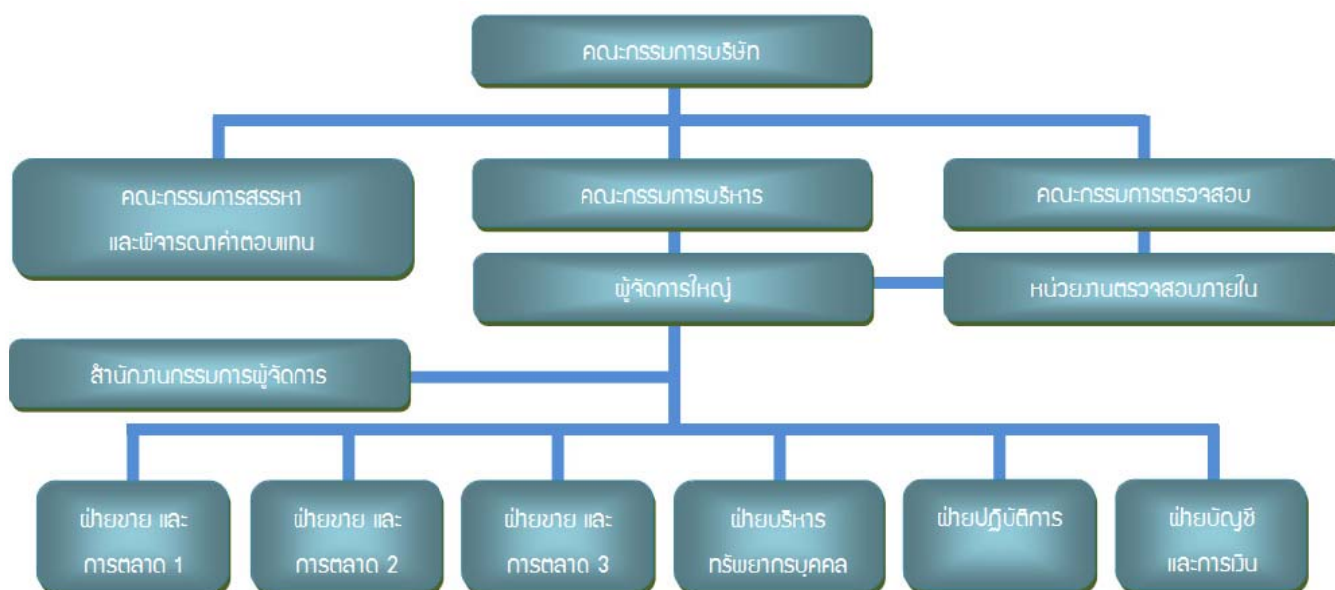 คณะกรรมการบริษัท
คณะกรรมการสรรหา
และพิจารณาค่าตอบแทน
คณะกรรมการบริหาร
คณะกรรมการตรวจสอบ
ผู้จัดการใหญ่
หน่วยงานตรวจสอบภายใน
สำนักงานกรรมการผู้จัดการ
ฝ่ายขาย และ
การตลาด 1
ฝ่ายขาย และ
การตลาด 2
ฝ่ายขาย และ
การตลาด 3
ฝ่ายบริหาร
ทรัพยากรบุคคล
ฝ่ายปฏิบัติการ
ฝ่ายบัญชี
และการเงิน